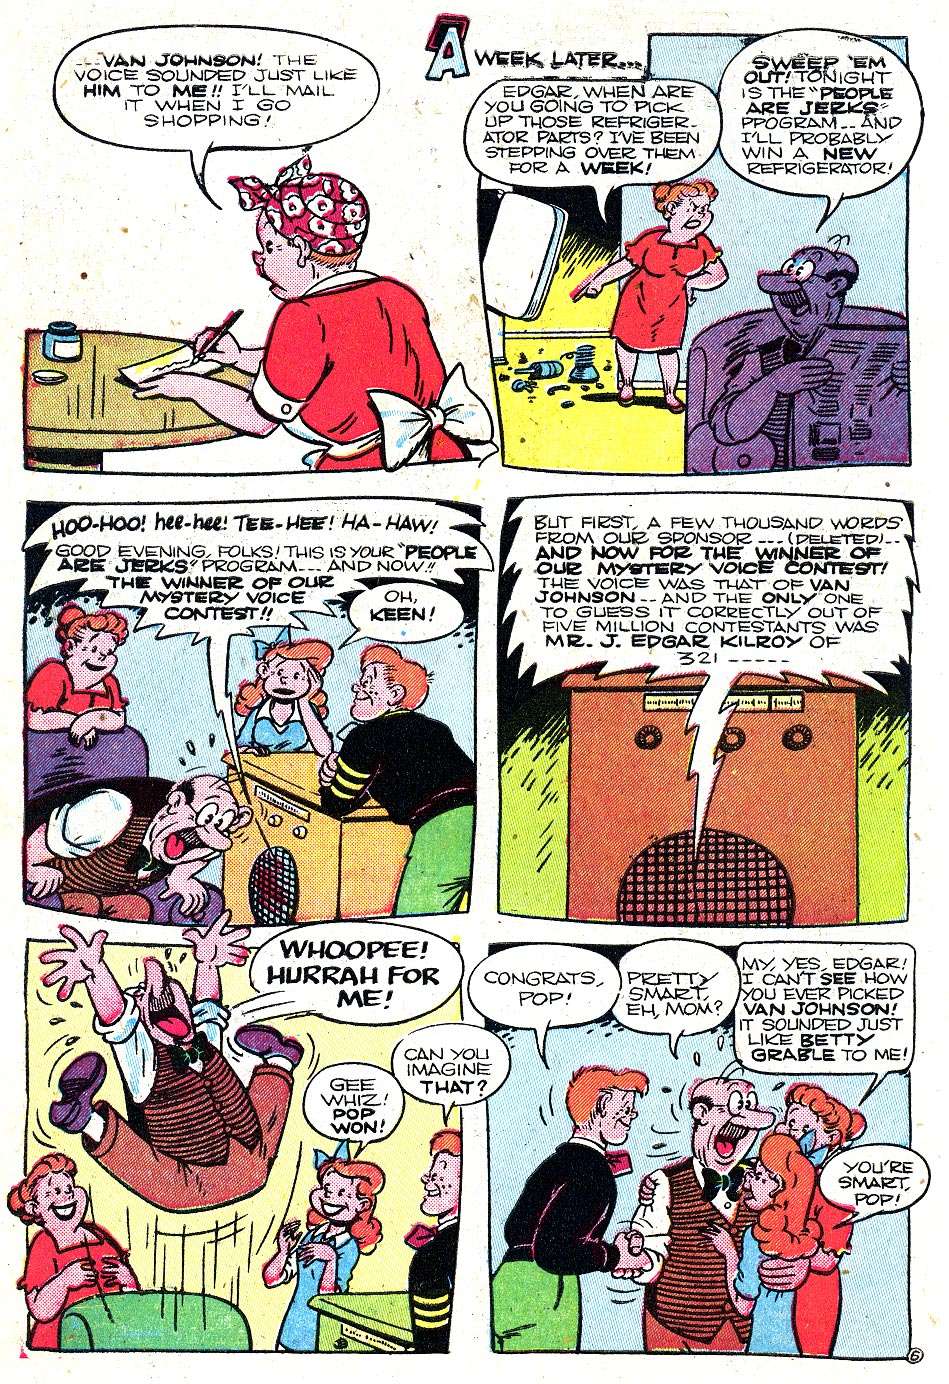 ...VAN JOHNSON! THE
VOICE SOUNDED JUST LIKE
HIM TO ME!! I'LL MAIL
IT WHEN I GO
SHOPPING!
A WEEK LATER...
EDGAR, WHEN ARE
YOU GOING TO PICK
UP THOSE REFRIGER-
ATOR PARTS? I'VE BEEN
STEPPING OVER THEM
FOR A WEEK!
SWEEP 'EM
OUT! TONIGHT
IS THE "PEOPLE
ARE JERKS"
PPOGRAM... AND
I'LL PROBABLY
WIN A NEW
REFRIGERATOR!
HOO-HOO! hee-hee! TEE-HEE! HA-HAW!
GOOD EVENING, FOLKS! THIS IS YOUR "PEOPLE
ARE JERKS" PROGRAM... AND NOW!!
THE WINNER OF OUR
MYSTERY VOICE
CONTEST!!
OH,
KEEN!
BUT FIRST, A FEW THOUSAND WORDS
FROM OUR SPONSOR --- (DELETED)...
AND NOW FOR THE WINNER OF
OUR MYSTERY VOICE CONTEST!
THE VOICE WAS THAT OF VAN
JOHNSON... AND THE ONLY ONE
TO GUESS IT CORRECTLY OUT OF
FIVE MILLION CONTESTANTS WAS
MR. J. EDGAR KILROY OF
321 -----
WHOOPEE!
HURRAH FOR
ME!
GEE
WHIZ!
POP
WON!
CAN YOU
IMAGINE
THAT?
CONGRATS,
POP!
PRETTY
SMART,
EH, MOM?
MY, YES, EDGAR!
I CAN'T SEE HOW
YOU EVER PICKED
VAN JOHNSON!
IT SOUNDED JUST
LIKE BETTY
GRABLE TO ME!
YOU'RE
SMART,
POP!
6